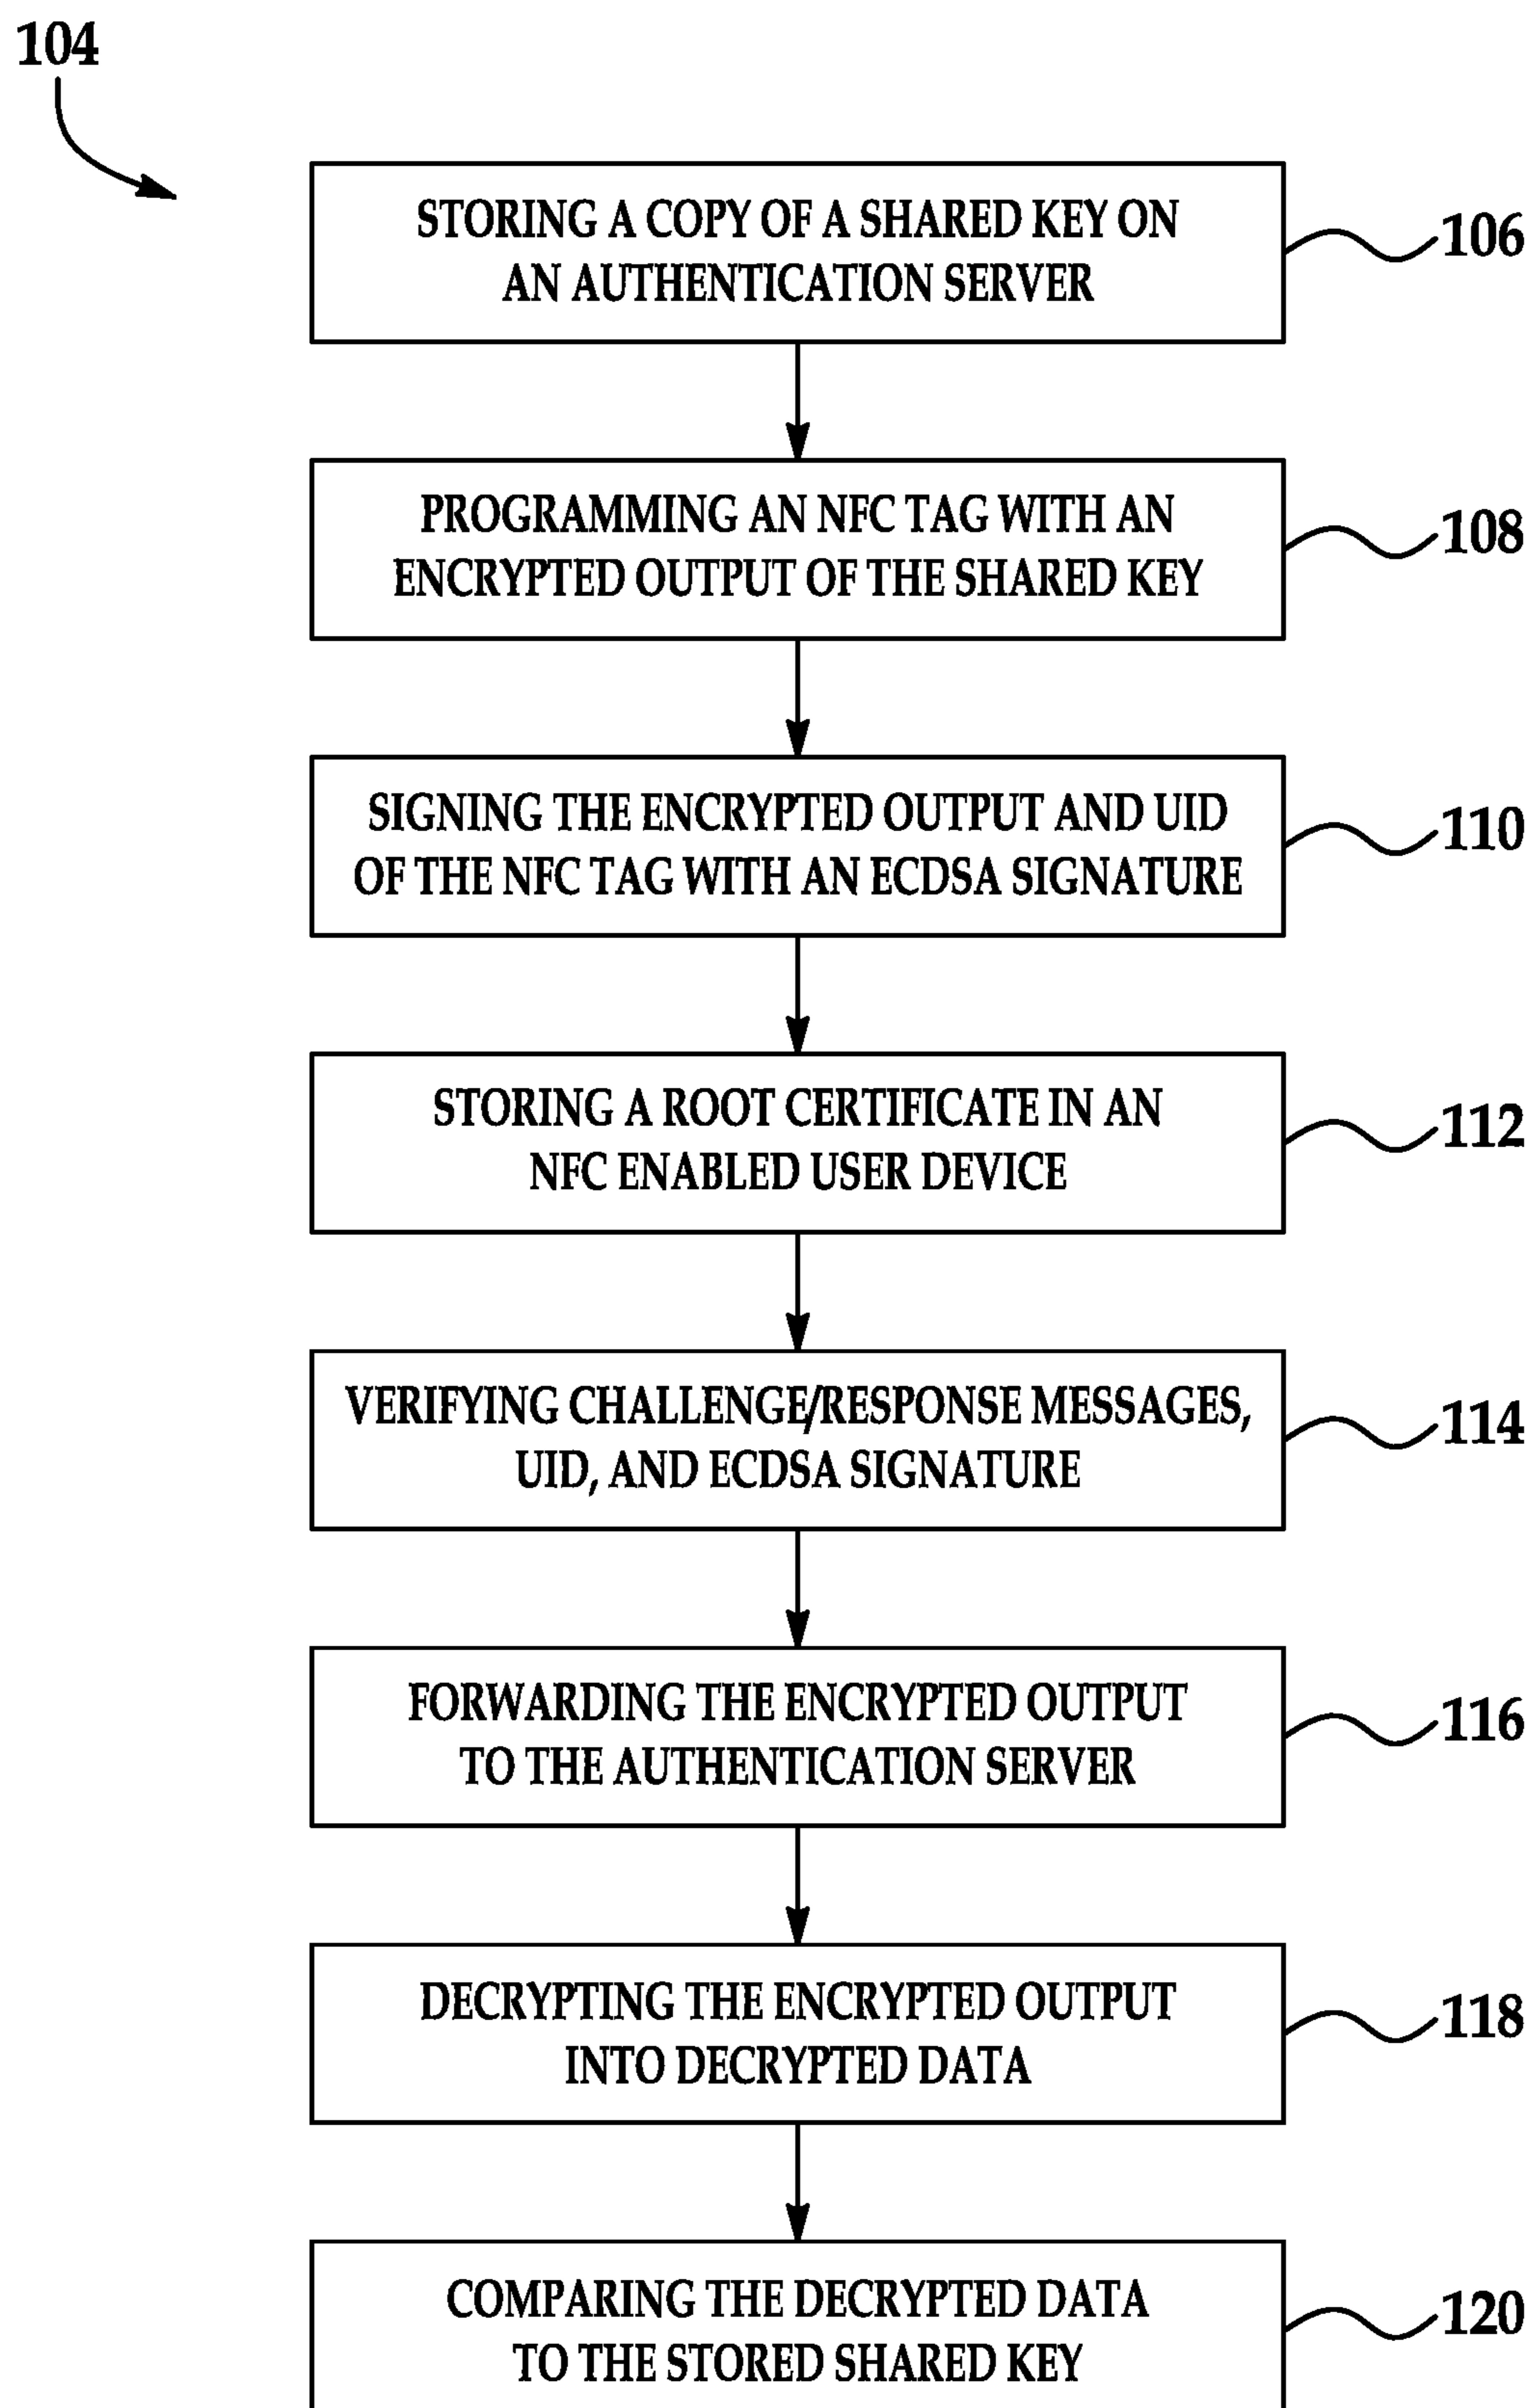 104
STORING A COPY OF A SHARED KEY ON
AN AUTHENTICATION SERVER
106
PROGRAMMING AN NFC TAG WITH AN
ENCRYPTED OUTPUT OF THE SHARED KEY
108
SIGNING THE ENCRYPTED OUTPUT AND UID
OF THE NFC TAG WITH AN ECDSA SIGNATURE
110
STORING A ROOT CERTIFICATE IN AN
NFC ENABLED USER DEVICE
112
VERIFYING CHALLENGE/RESPONSE MESSAGES,
UID, AND ECDSA SIGNATURE
114
FORWARDING THE ENCRYPTED OUTPUT
TO THE AUTHENTICATION SERVER
116
DECRYPTING THE ENCRYPTED OUTPUT
INTO DECRYPTED DATA
118
COMPARING THE DECRYPTED DATA
TO THE STORED SHARED KEY
120